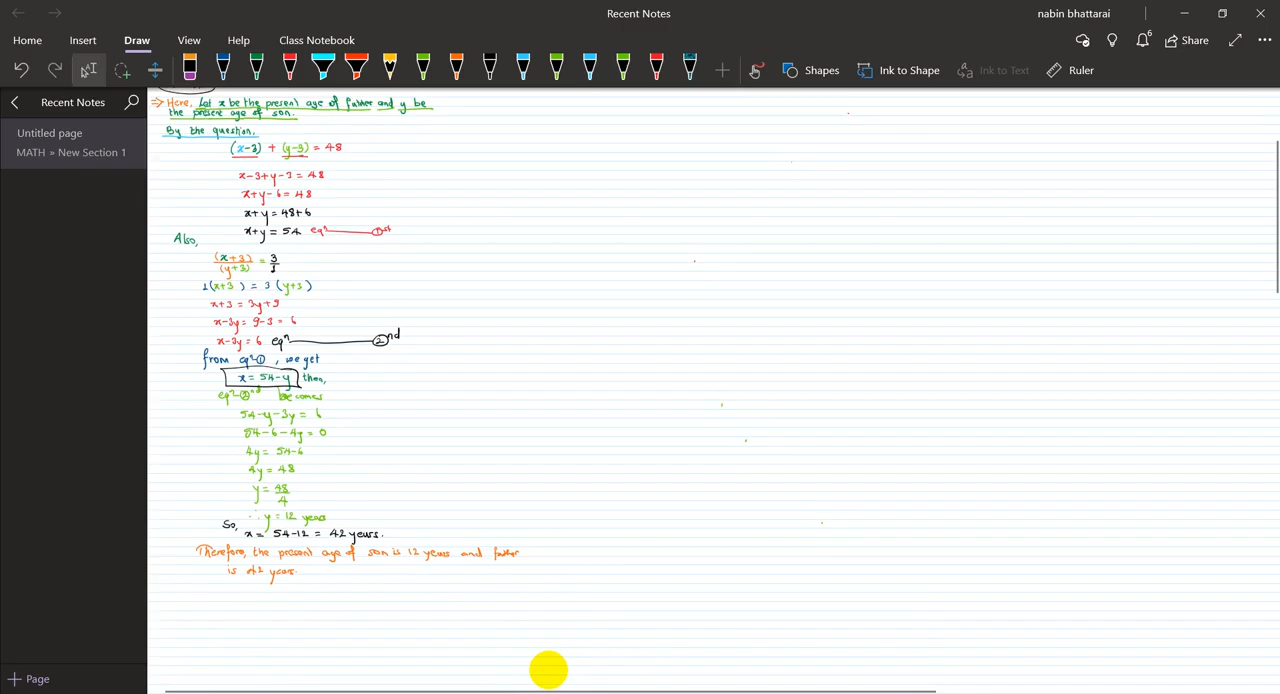 Recent Notes
nabin bhattarai
Home Insert Draw View Help Class Notebook
6
Share
Shapes Ink to Shape Ink to Text Ruler
Recent Notes
Untitled page
MATH » New Section 1
Page
⇒ Here, Let x be the present age of father and y be
the present age of son.
By the question,
(x-3) + (y-3) = 48
x-3+y-3 = 48
x+y-6 = 48
x+y = 48+6
x+y = 54 eqn ① st
Also,
(x+3)/(y+3) = 3/1
1(x+3) = 3(y+3)
x+3 = 3y+9
x-3y = 9-3 = 6
x-3y = 6 eqn ② nd
from eqn ①, we get
x = 54-y then,
eqn ② nd becomes
54-y-3y = 6
54-6-4y = 0
4y = 54-6
4y = 48
y = 48/4
∴ y = 12 years
So,
x = 54-12 = 42 years.
Therefore, the present age of son is 12 years and father
is 42 years.